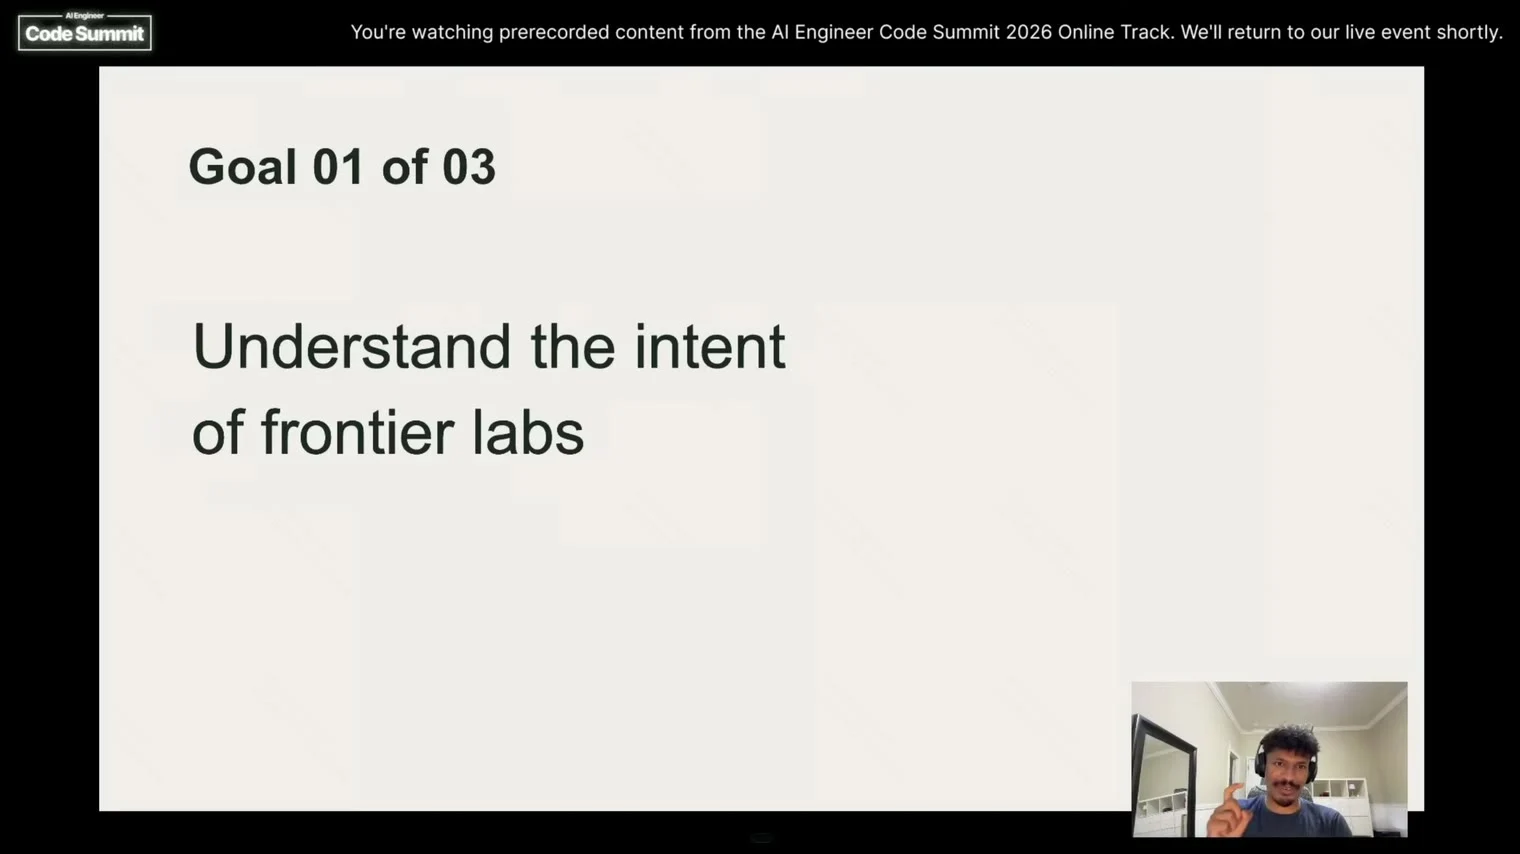 AI Engineer
Code Summit
You're watching prerecorded content from the AI Engineer Code Summit 2026 Online Track. We'll return to our live event shortly.
Goal 01 of 03
Understand the intent
of frontier labs